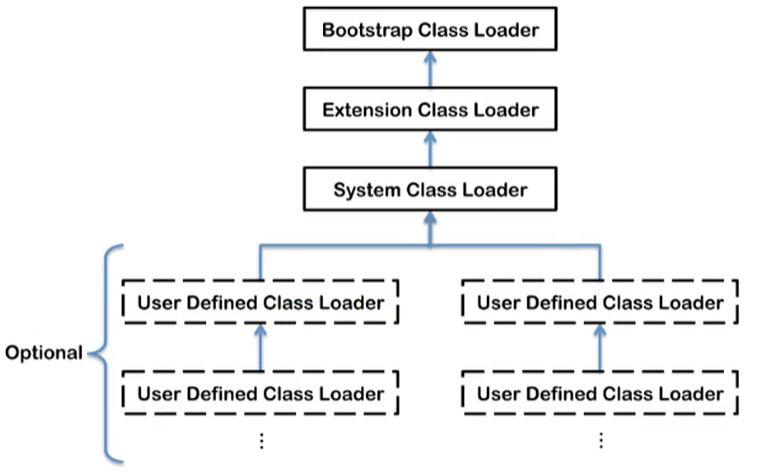 Bootstrap Class Loader
Extension Class Loader
System Class Loader
User Defined Class Loader
User Defined Class Loader
Optional
User Defined Class Loader
User Defined Class Loader
⋮
⋮